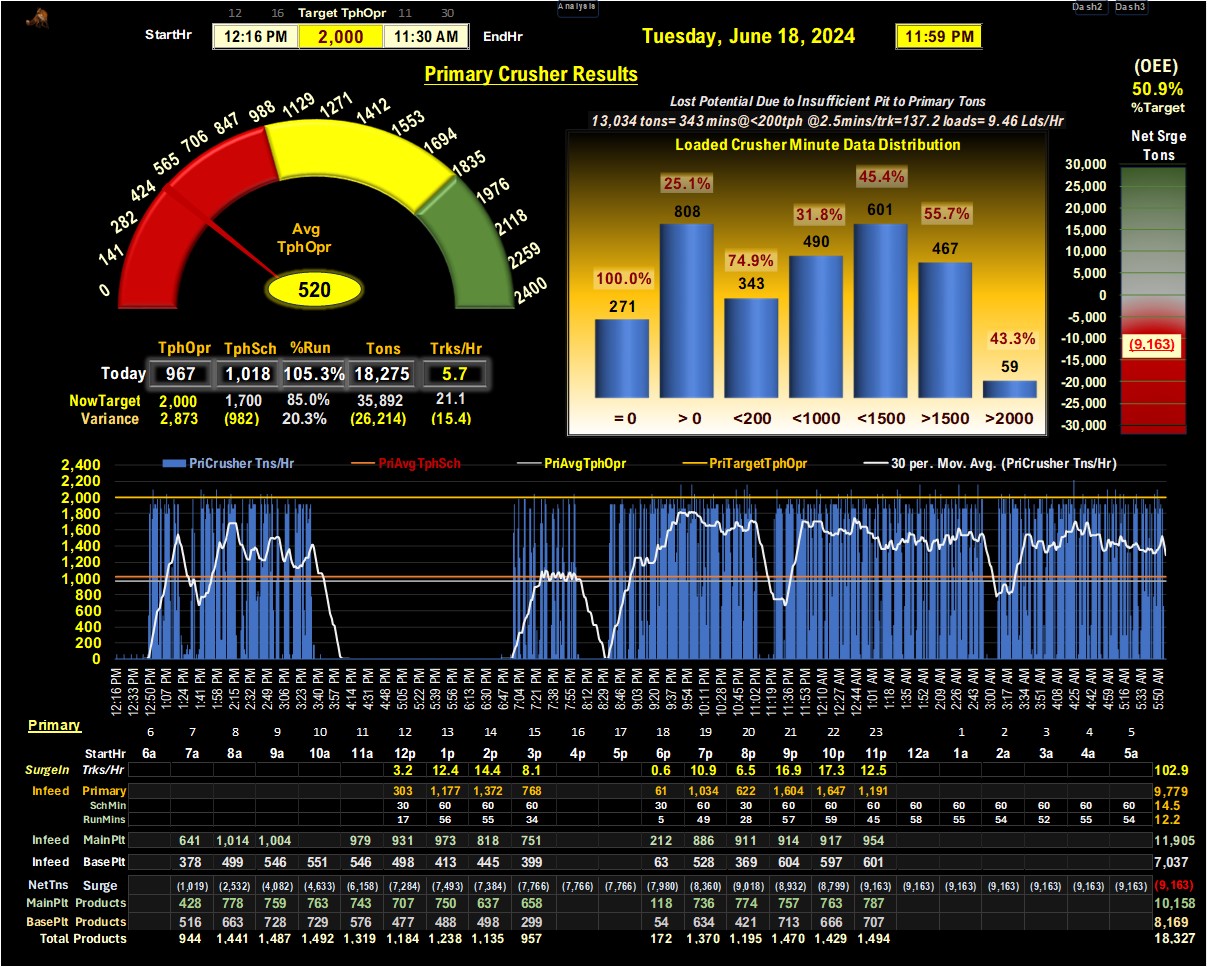 Analysis Dash2 Dash3
12 16 Target TphOpr 11 30
StartHr 12:16 PM 2,000 11:30 AM EndHr Tuesday, June 18, 2024 11:59 PM
Primary Crusher Results
(OEE)
50.9%
%Target
Net Srge
Tons
30,000
25,000
20,000
15,000
10,000
5,000
0
-5,000
-10,000
(9,163)
-15,000
-20,000
-25,000
-30,000
Lost Potential Due to Insufficient Pit to Primary Tons
13,034 tons= 343 mins@<200tph @2.5mins/trk=137.2 loads= 9.46 Lds/Hr
Loaded Crusher Minute Data Distribution
100.0% 25.1% 74.9% 31.8% 45.4% 55.7% 43.3%
271 808 343 490 601 467 59
= 0 > 0 <200 <1000 <1500 >1500 >2000
0 141 282 424 565 706 847 988 1129 1271 1412 1553 1694 1835 1976 2118 2259 2400
Avg
TphOpr
520
TphOpr TphSch %Run Tons Trks/Hr
Today 967 1,018 105.3% 18,275 5.7
NowTarget 2,000 1,700 85.0% 35,892 21.1
Variance 2,873 (982) 20.3% (26,214) (15.4)
PriCrusher Tns/Hr PriAvgTphSch PriAvgTphOpr PriTargetTphOpr 30 per. Mov. Avg. (PriCrusher Tns/Hr)
2,400
2,200
2,000
1,800
1,600
1,400
1,200
1,000
800
600
400
200
0
12:16 PM 12:33 PM 12:50 PM 1:07 PM 1:24 PM 1:41 PM 1:58 PM 2:15 PM 2:32 PM 2:49 PM 3:06 PM 3:23 PM 3:40 PM 3:57 PM 4:14 PM 4:31 PM 4:48 PM 5:05 PM 5:22 PM 5:39 PM 5:56 PM 6:13 PM 6:30 PM 6:47 PM 7:04 PM 7:21 PM 7:38 PM 7:55 PM 8:12 PM 8:29 PM 8:46 PM 9:03 PM 9:20 PM 9:37 PM 9:54 PM 10:11 PM 10:28 PM 10:45 PM 11:02 PM 11:19 PM 11:36 PM 11:53 PM 12:10 AM 12:27 AM 12:44 AM 1:01 AM 1:18 AM 1:35 AM 1:52 AM 2:09 AM 2:26 AM 2:43 AM 3:00 AM 3:17 AM 3:34 AM 3:51 AM 4:08 AM 4:25 AM 4:42 AM 4:59 AM 5:16 AM 5:33 AM 5:50 AM
Primary
6 7 8 9 10 11 12 13 14 15 16 17 18 19 20 21 22 23 1 2 3 4 5
StartHr 6a 7a 8a 9a 10a 11a 12p 1p 2p 3p 4p 5p 6p 7p 8p 9p 10p 11p 12a 1a 2a 3a 4a 5a
SurgeIn Trks/Hr 3.2 12.4 14.4 8.1 0.6 10.9 6.5 16.9 17.3 12.5 102.9
Infeed Primary 303 1,177 1,372 768 61 1,034 622 1,604 1,647 1,191 9,779
SchMin 30 60 60 60 30 60 30 60 60 60 60 60 60 60 60 60 14.5
RunMins 17 56 55 34 5 49 28 57 59 45 58 55 54 52 55 54 12.2
Infeed MainPlt 641 1,014 1,004 979 931 973 818 751 212 886 911 914 917 954 11,905
Infeed BasePlt 378 499 546 551 546 498 413 445 399 63 528 369 604 597 601 7,037
NetTns Surge (1,019) (2,532) (4,082) (4,633) (6,158) (7,284) (7,493) (7,384) (7,766) (7,766) (7,766) (7,980) (8,360) (9,018) (8,932) (8,799) (9,163) (9,163) (9,163) (9,163) (9,163) (9,163) (9,163) (9,163)
MainPlt Products 428 778 759 763 743 707 750 637 658 118 736 774 757 763 787 10,158
BasePlt Products 516 663 728 729 576 477 488 498 299 54 634 421 713 666 707 8,169
Total Products 944 1,441 1,487 1,492 1,319 1,184 1,238 1,135 957 172 1,370 1,195 1,470 1,429 1,494 18,327